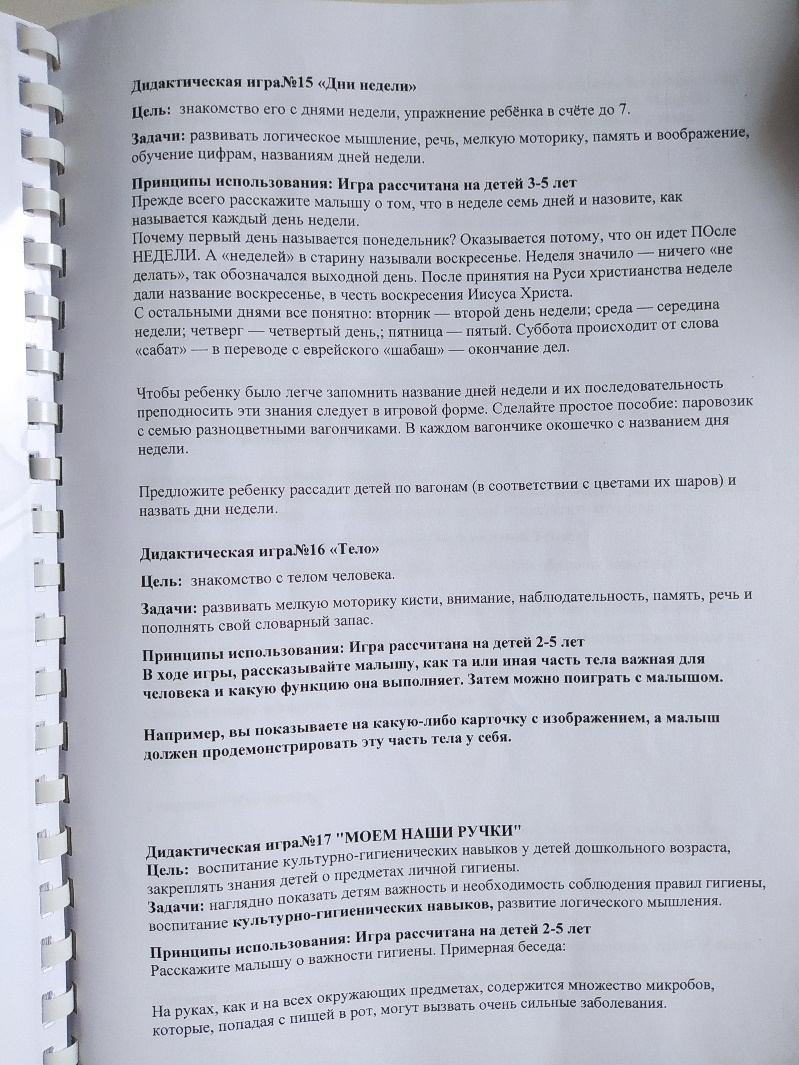 Дидактическая игра№15 «Дни недели»
Цель: знакомство его с днями недели, упражнение ребёнка в счёте до 7.
Задачи: развивать логическое мышление, речь, мелкую моторику, память и воображение,
обучение цифрам, названиям дней недели.
Принципы использования: Игра рассчитана на детей 3-5 лет
Прежде всего расскажите малышу о том, что в неделе семь дней и назовите, как
называется каждый день недели.
Почему первый день называется понедельник? Оказывается потому, что он идет ПОсле
НЕДЕЛИ. А «неделей» в старину называли воскресенье. Неделя значило — ничего «не
делать», так обозначался выходной день. После принятия на Руси христианства неделе
дали название воскресенье, в честь воскресения Иисуса Христа.
С остальными днями все понятно: вторник — второй день недели; среда — середина
недели; четверг — четвертый день,; пятница — пятый. Суббота происходит от слова
«сабат» — в переводе с еврейского «шабаш» — окончание дел.
Чтобы ребенку было легче запомнить название дней недели и их последовательность
преподносить эти знания следует в игровой форме. Сделайте простое пособие: паровозик
с семью разноцветными вагончиками. В каждом вагончике окошечко с названием дня
недели.
Предложите ребенку рассадит детей по вагонам (в соответствии с цветами их шаров) и
назвать дни недели.
Дидактическая игра№16 «Тело»
Цель: знакомство с телом человека.
Задачи: развивать мелкую моторику кисти, внимание, наблюдательность, память, речь и
пополнять свой словарный запас.
Принципы использования: Игра рассчитана на детей 2-5 лет
В ходе игры, рассказывайте малышу, как та или иная часть тела важная для
человека и какую функцию она выполняет. Затем можно поиграть с малышом.
Например, вы показываете на какую-либо карточку с изображением, а малыш
должен продемонстрировать эту часть тела у себя.
Дидактическая игра№17 "МОЕМ НАШИ РУЧКИ"
Цель: воспитание культурно-гигиенических навыков у детей дошкольного возраста,
закреплять знания детей о предметах личной гигиены.
Задачи: наглядно показать детям важность и необходимость соблюдения правил гигиены,
воспитание культурно-гигиенических навыков, развитие логического мышления.
Принципы использования: Игра рассчитана на детей 2-5 лет
Расскажите малышу о важности гигиены. Примерная беседа:
На руках, как и на всех окружающих предметах, содержится множество микробов,
которые, попадая с пищей в рот, могут вызвать очень сильные заболевания.